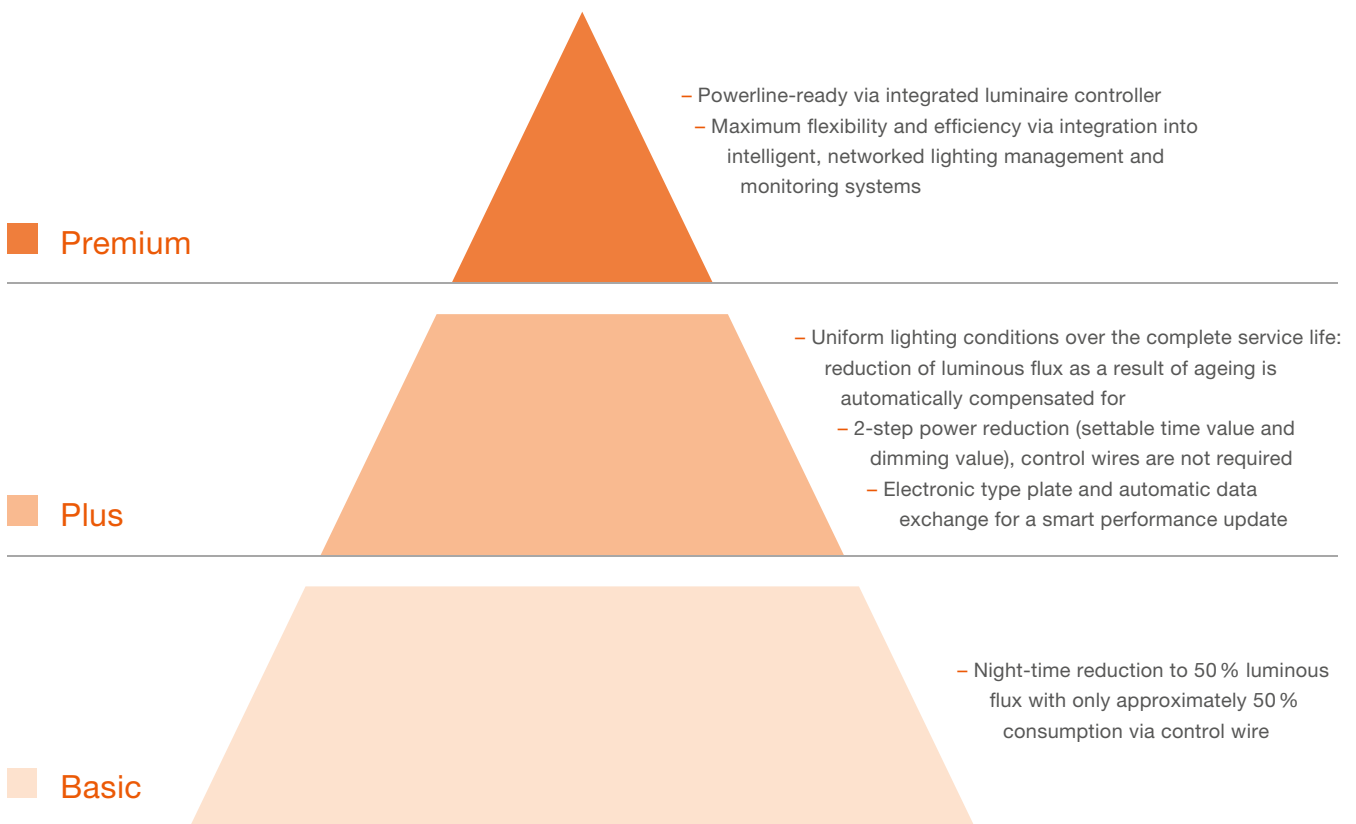 – Powerline-ready via integrated luminaire controller
– Maximum flexibility and efficiency via integration into
intelligent, networked lighting management and
monitoring systems
Premium
– Uniform lighting conditions over the complete service life:
reduction of luminous flux as a result of ageing is
automatically compensated for
– 2-step power reduction (settable time value and
dimming value), control wires are not required
– Electronic type plate and automatic data
exchange for a smart performance update
Plus
– Night-time reduction to 50 % luminous
flux with only approximately 50 %
consumption via control wire
Basic